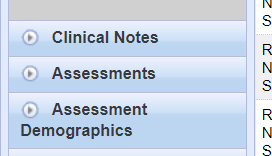 N
S
Clinical Notes
R
N
Assessments
S
Assessment
R
Demographics
N
S